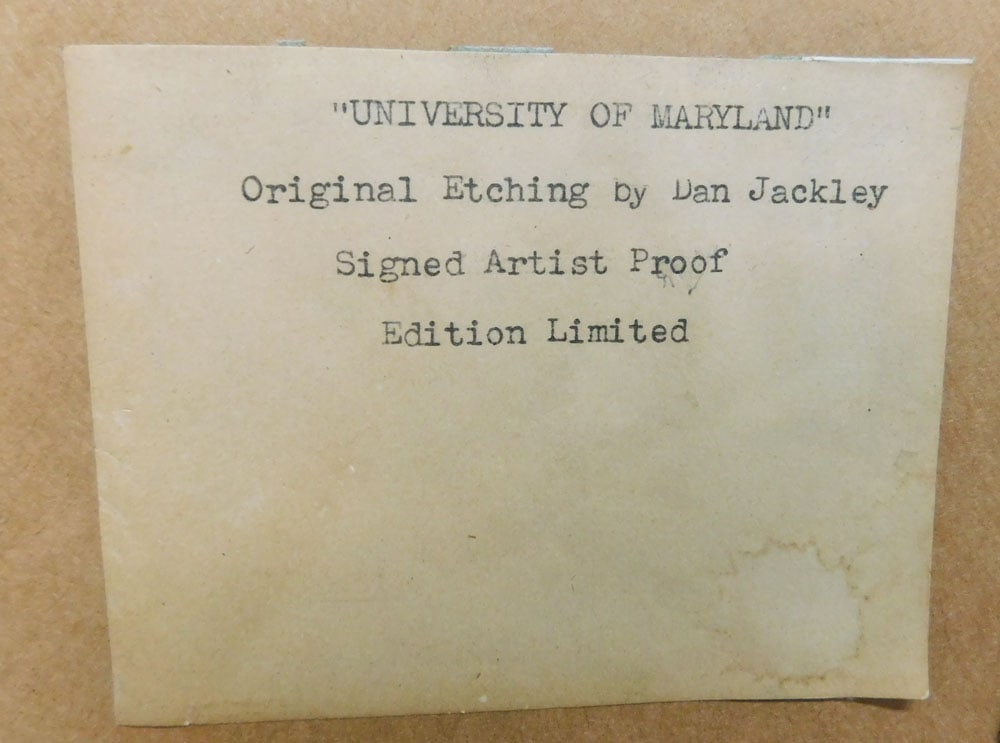 "UNIVERSITY OF MARYLAND"
Original Etching by Dan Jackley
Signed Artist Proof
Edition Limited